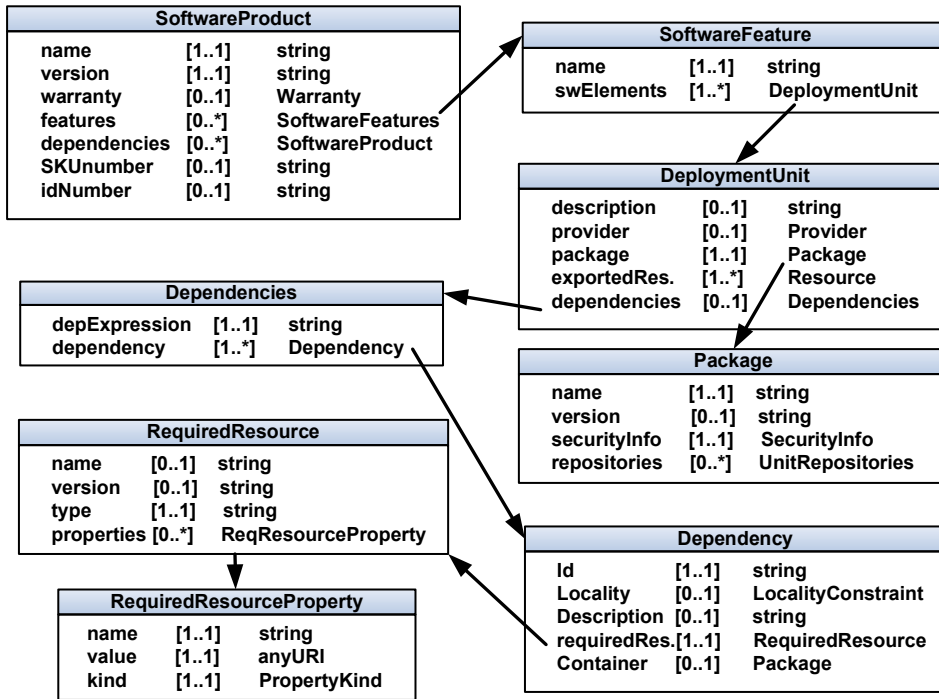 SoftwareProduct
name [1..1] string
version [1..1] string
warranty [0..1] Warranty
features [0..*] SoftwareFeatures
dependencies [0..*] SoftwareProduct
SKUnumber [0..1] string
idNumber [0..1] string
SoftwareFeature
name [1..1] string
swElements [1..*] DeploymentUnit
DeploymentUnit
description [0..1] string
provider [0..1] Provider
package [1..1] Package
exportedRes. [1..*] Resource
dependencies [0..1] Dependencies
Dependencies
depExpression [1..1] string
dependency [1..*] Dependency
Package
name [1..1] string
version [0..1] string
securityInfo [1..1] SecurityInfo
repositories [0..*] UnitRepositories
RequiredResource
name [0..1] string
version [0..1] string
type [1..1] string
properties [0..*] ReqResourceProperty
Dependency
Id [1..1] string
Locality [0..1] LocalityConstraint
Description [0..1] string
requiredRes.[1..1] RequiredResource
Container [0..1] Package
RequiredResourceProperty
name [1..1] string
value [1..1] anyURI
kind [1..1] PropertyKind